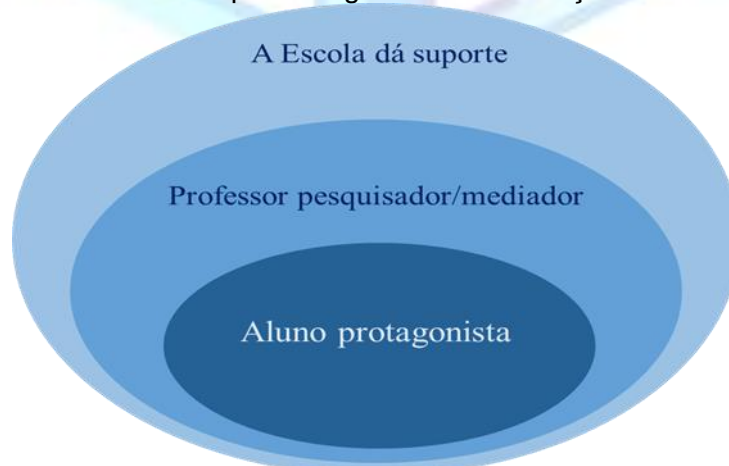 A Escola dá suporte
Professor pesquisador/mediador
Aluno protagonista